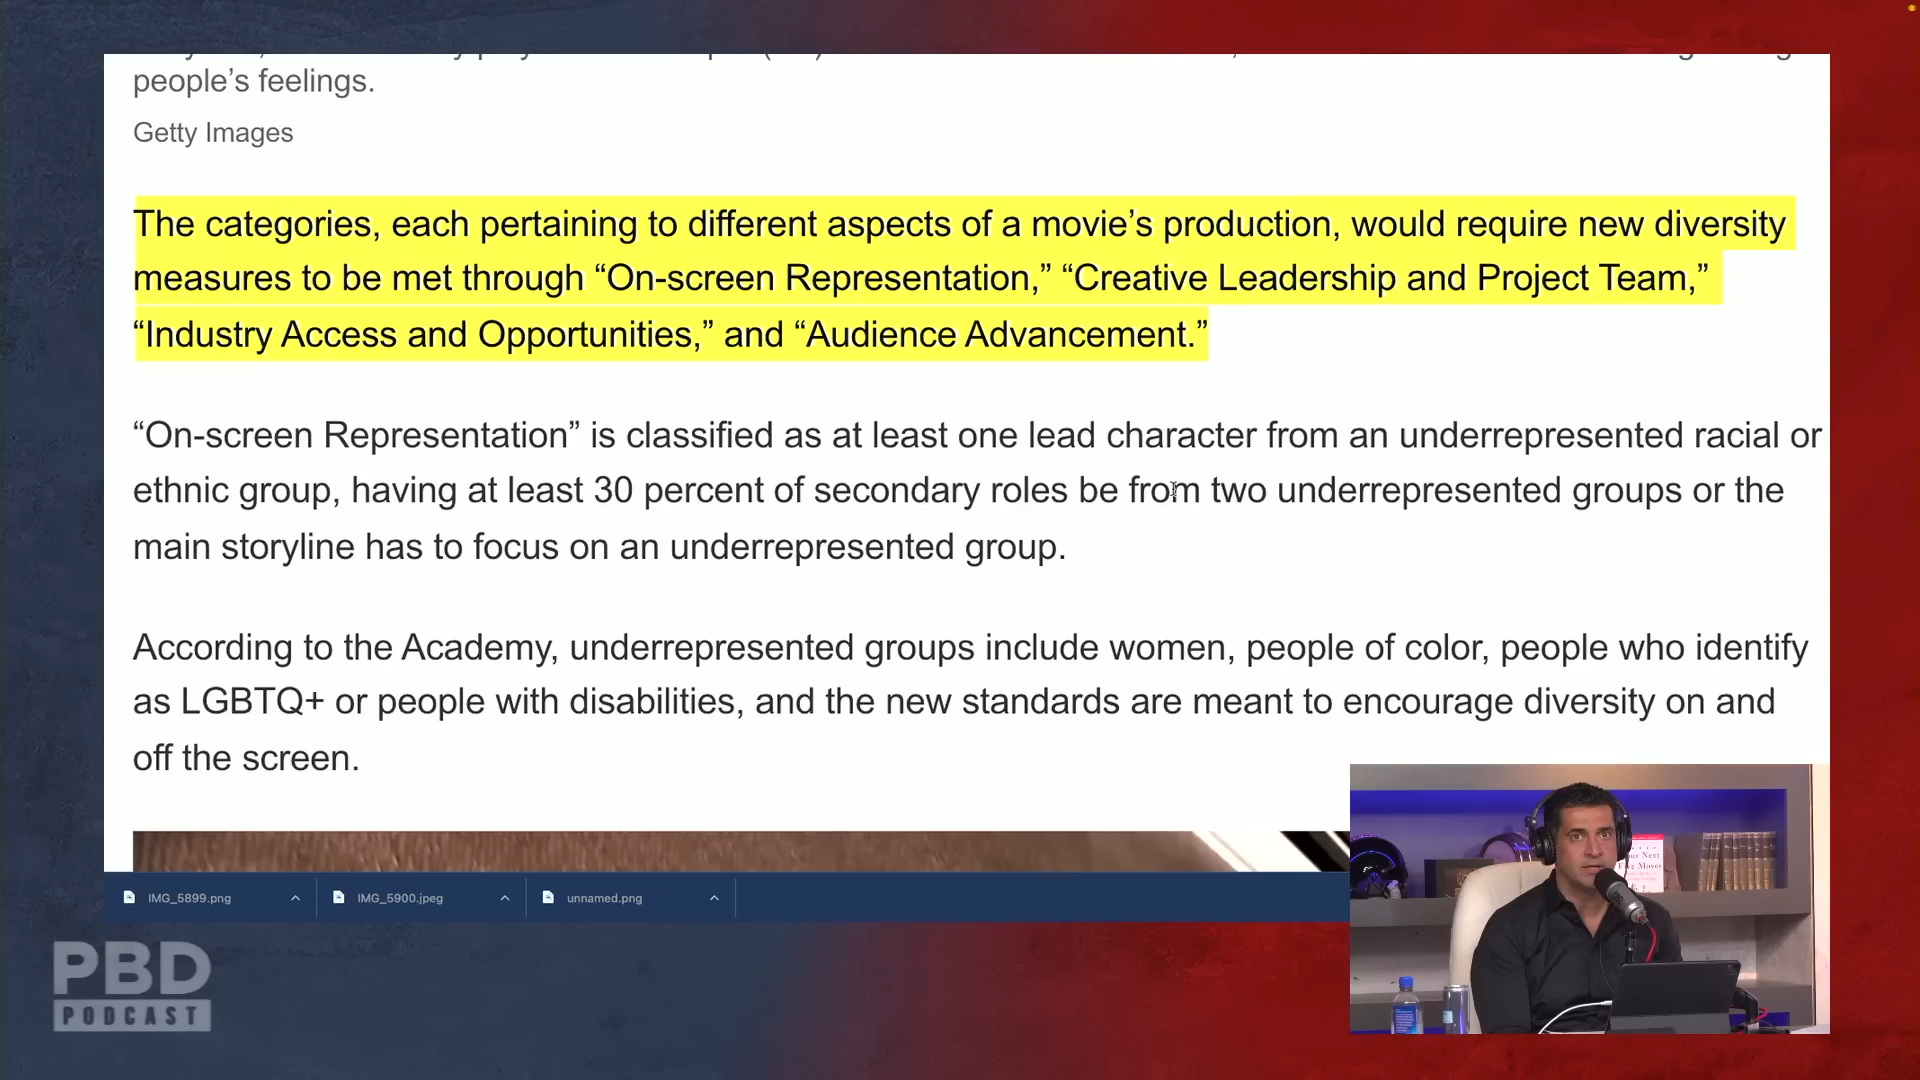 people’s feelings.
Getty Images
The categories, each pertaining to different aspects of a movie’s production, would require new diversity
measures to be met through “On-screen Representation,” “Creative Leadership and Project Team,”
“Industry Access and Opportunities,” and “Audience Advancement.”
“On-screen Representation” is classified as at least one lead character from an underrepresented racial or
ethnic group, having at least 30 percent of secondary roles be from two underrepresented groups or the
main storyline has to focus on an underrepresented group.
According to the Academy, underrepresented groups include women, people of color, people who identify
as LGBTQ+ or people with disabilities, and the new standards are meant to encourage diversity on and
off the screen.
IMG_5899.png
IMG_5900.jpeg
unnamed.png
Next
Five Moves
PBD
PODCAST